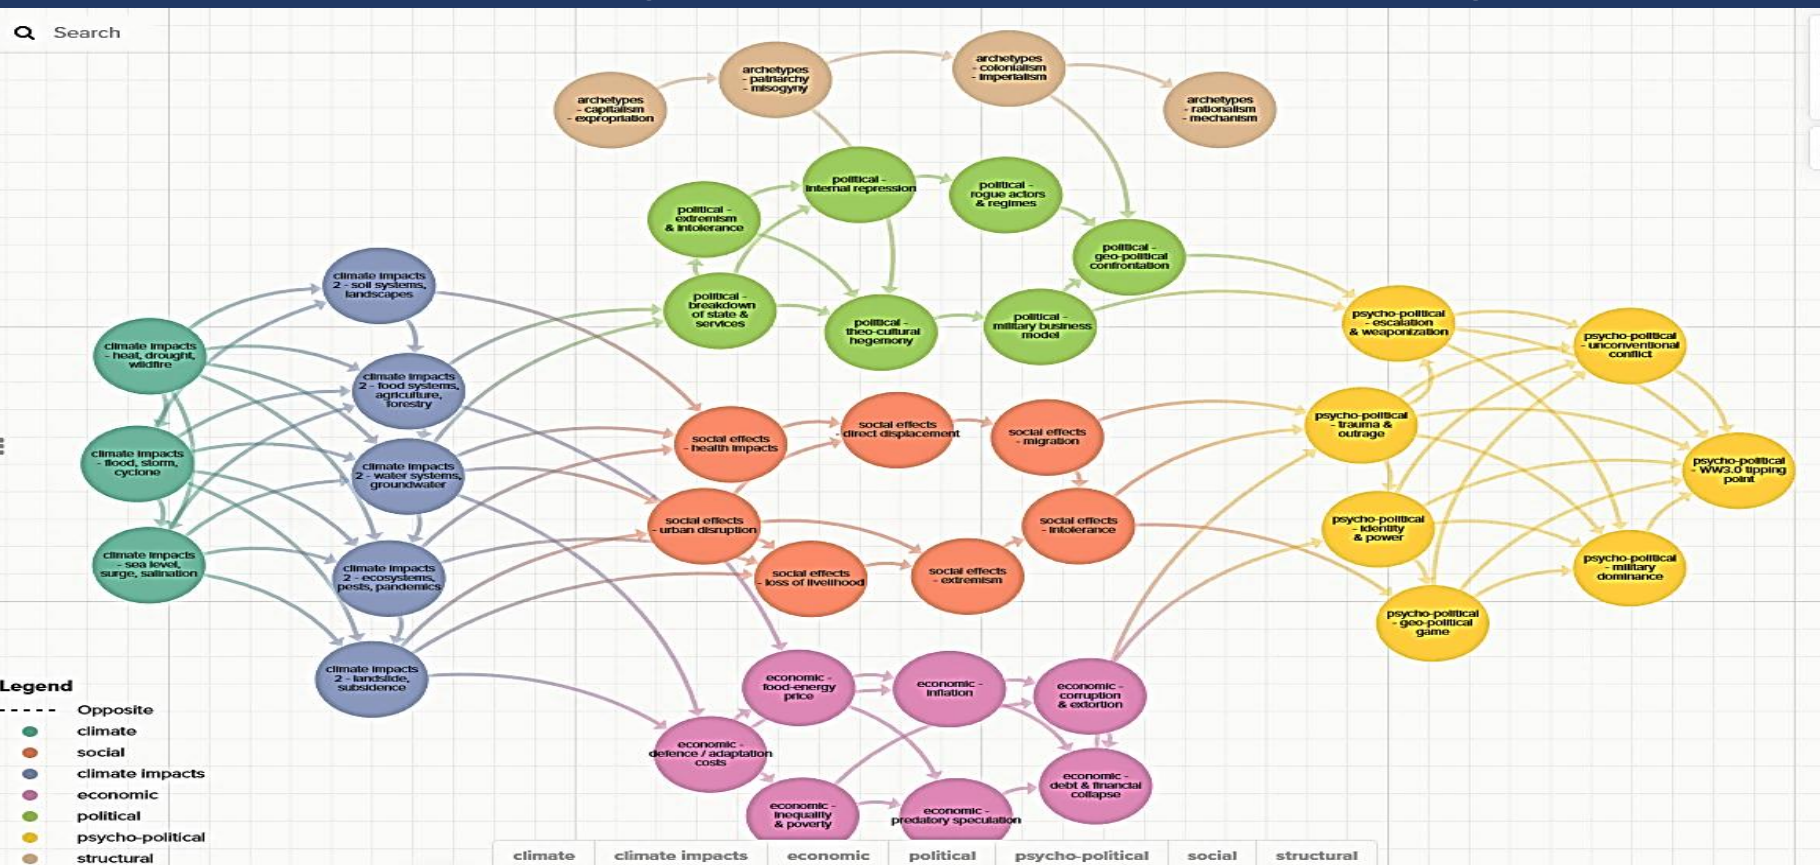 Search
archetypes
- capitalism
- expropriation
archetypes
- patriarchy
- misogyny
archetypes
- colonialism
- imperialism
archetypes
- rationalism
- mechanism
political -
extremism
& intolerance
political -
internal repression
political -
rogue actors
& regimes
political -
geo-political
confrontation
political -
breakdown
of state &
services
political -
theo-cultural
hegemony
political -
military business
model
climate impacts
2 - soil systems,
landscapes
climate impacts
2 - food systems,
agriculture,
forestry
climate impacts
2 - water systems,
groundwater
climate impacts
2 - ecosystems,
pests, pandemics
climate impacts
2 - landslide,
subsidence
climate impacts
- heat, drought,
wildfire
climate impacts
- flood, storm,
cyclone
climate impacts
- sea level,
surge, salination
social effects
- health impacts
social effects
- direct displacement
social effects
- migration
social effects
- urban disruption
social effects
- loss of livelihood
social effects
- extremism
social effects
- intolerance
psycho-political
- escalation
& weaponization
psycho-political
- unconventional
conflict
psycho-political
- trauma &
outrage
psycho-political
- WW3.0 tipping
point
psycho-political
- identity
& power
psycho-political
- military
dominance
psycho-political
- geo-political
game
economic -
food-energy
price
economic -
inflation
economic -
corruption
& extortion
economic -
defence / adaptation
costs
economic -
inequality
& poverty
economic -
predatory speculation
economic -
debt & financial
collapse
Legend
Opposite
climate
social
climate impacts
economic
political
psycho-political
structural
climate
climate impacts
economic
political
psycho-political
social
structural